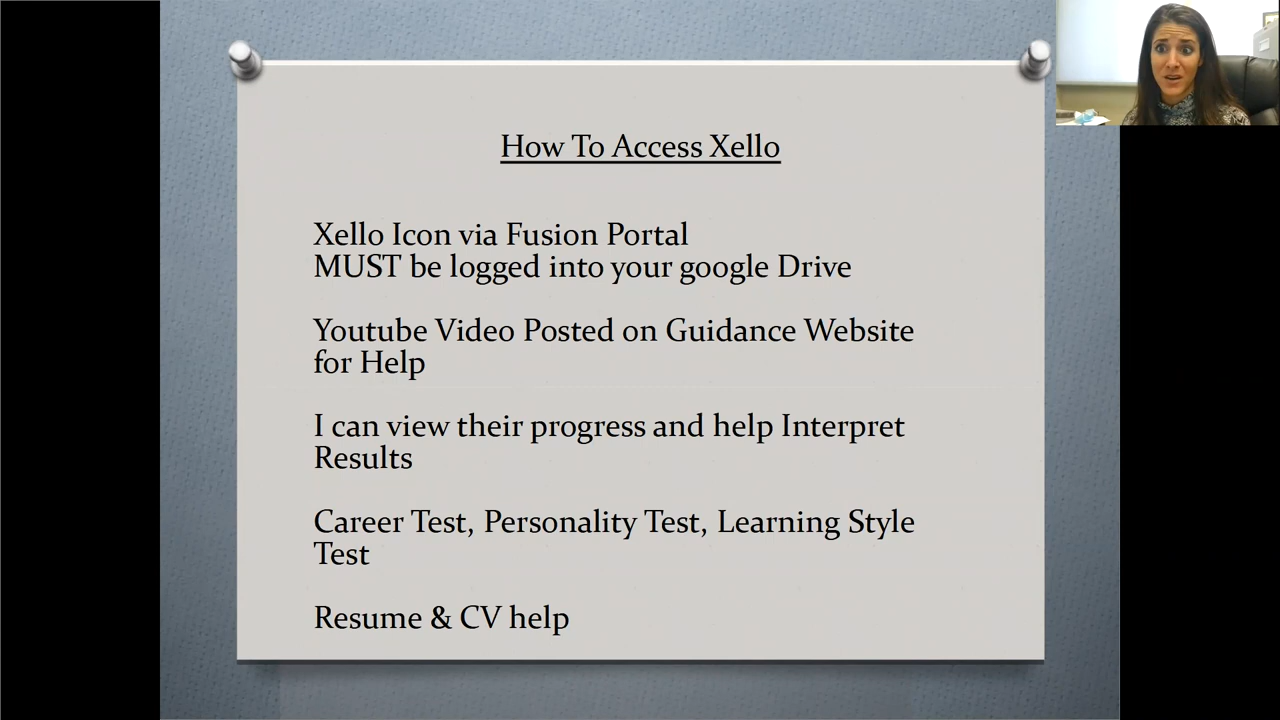 How To Access Xello
Xello Icon via Fusion Portal
MUST be logged into your google Drive
Youtube Video Posted on Guidance Website
for Help
I can view their progress and help Interpret
Results
Career Test, Personality Test, Learning Style
Test
Resume & CV help